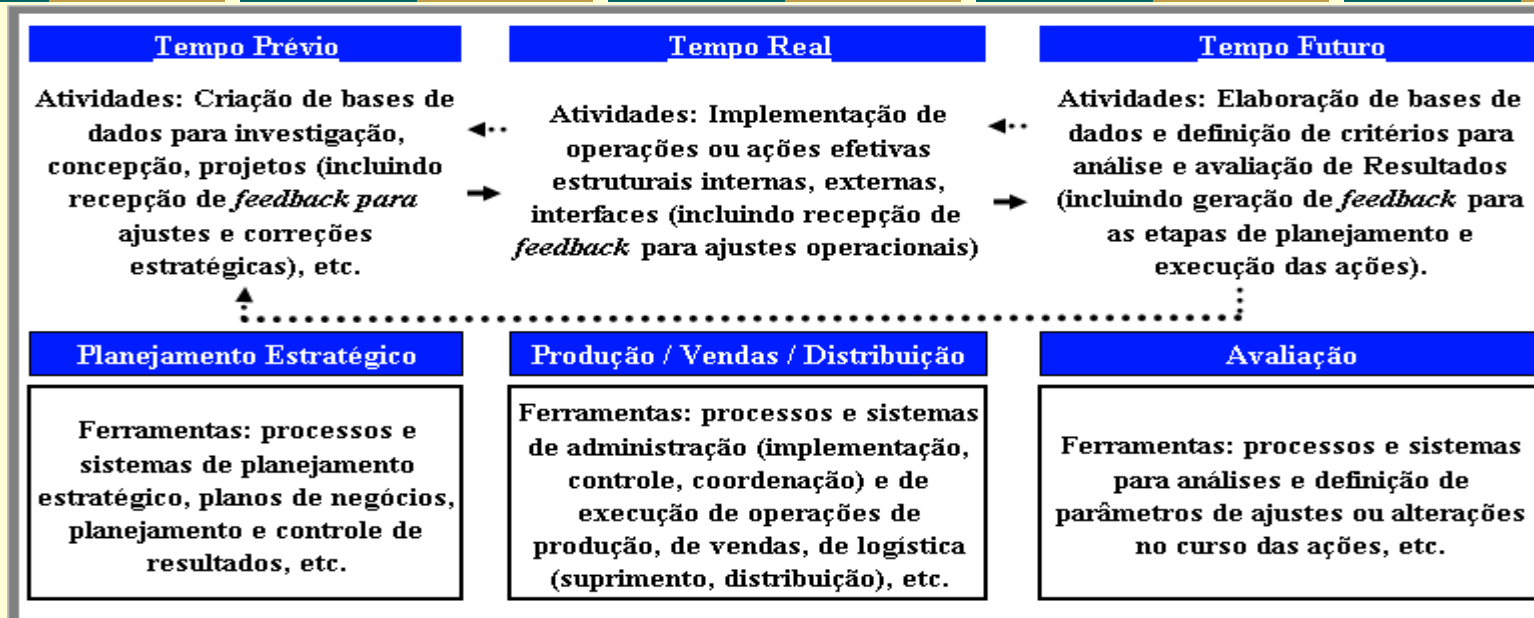 Tempo Prévio
Atividades: Criação de bases de
dados para investigação,
concepção, projetos (incluindo
recepção de feedback para
ajustes e correções
estratégicas), etc.
Tempo Real
Atividades: Implementação de
operações ou ações efetivas
estruturais internas, externas,
interfaces (incluindo recepção de
feedback para ajustes operacionais)
Tempo Futuro
Atividades: Elaboração de bases de
dados e definição de critérios para
análise e avaliação de Resultados
(incluindo geração de feedback para
as etapas de planejamento e
execução das ações).
Planejamento Estratégico
Ferramentas: processos e
sistemas de planejamento
estratégico, planos de negócios,
planejamento e controle de
resultados, etc.
Produção / Vendas / Distribuição
Ferramentas: processos e sistemas
de administração (implementação,
controle, coordenação) e de
execução de operações de
produção, de vendas, de logística
(suprimento, distribuição), etc.
Avaliação
Ferramentas: processos e sistemas
para análises e definição de
parâmetros de ajustes ou alterações
no curso das ações, etc.